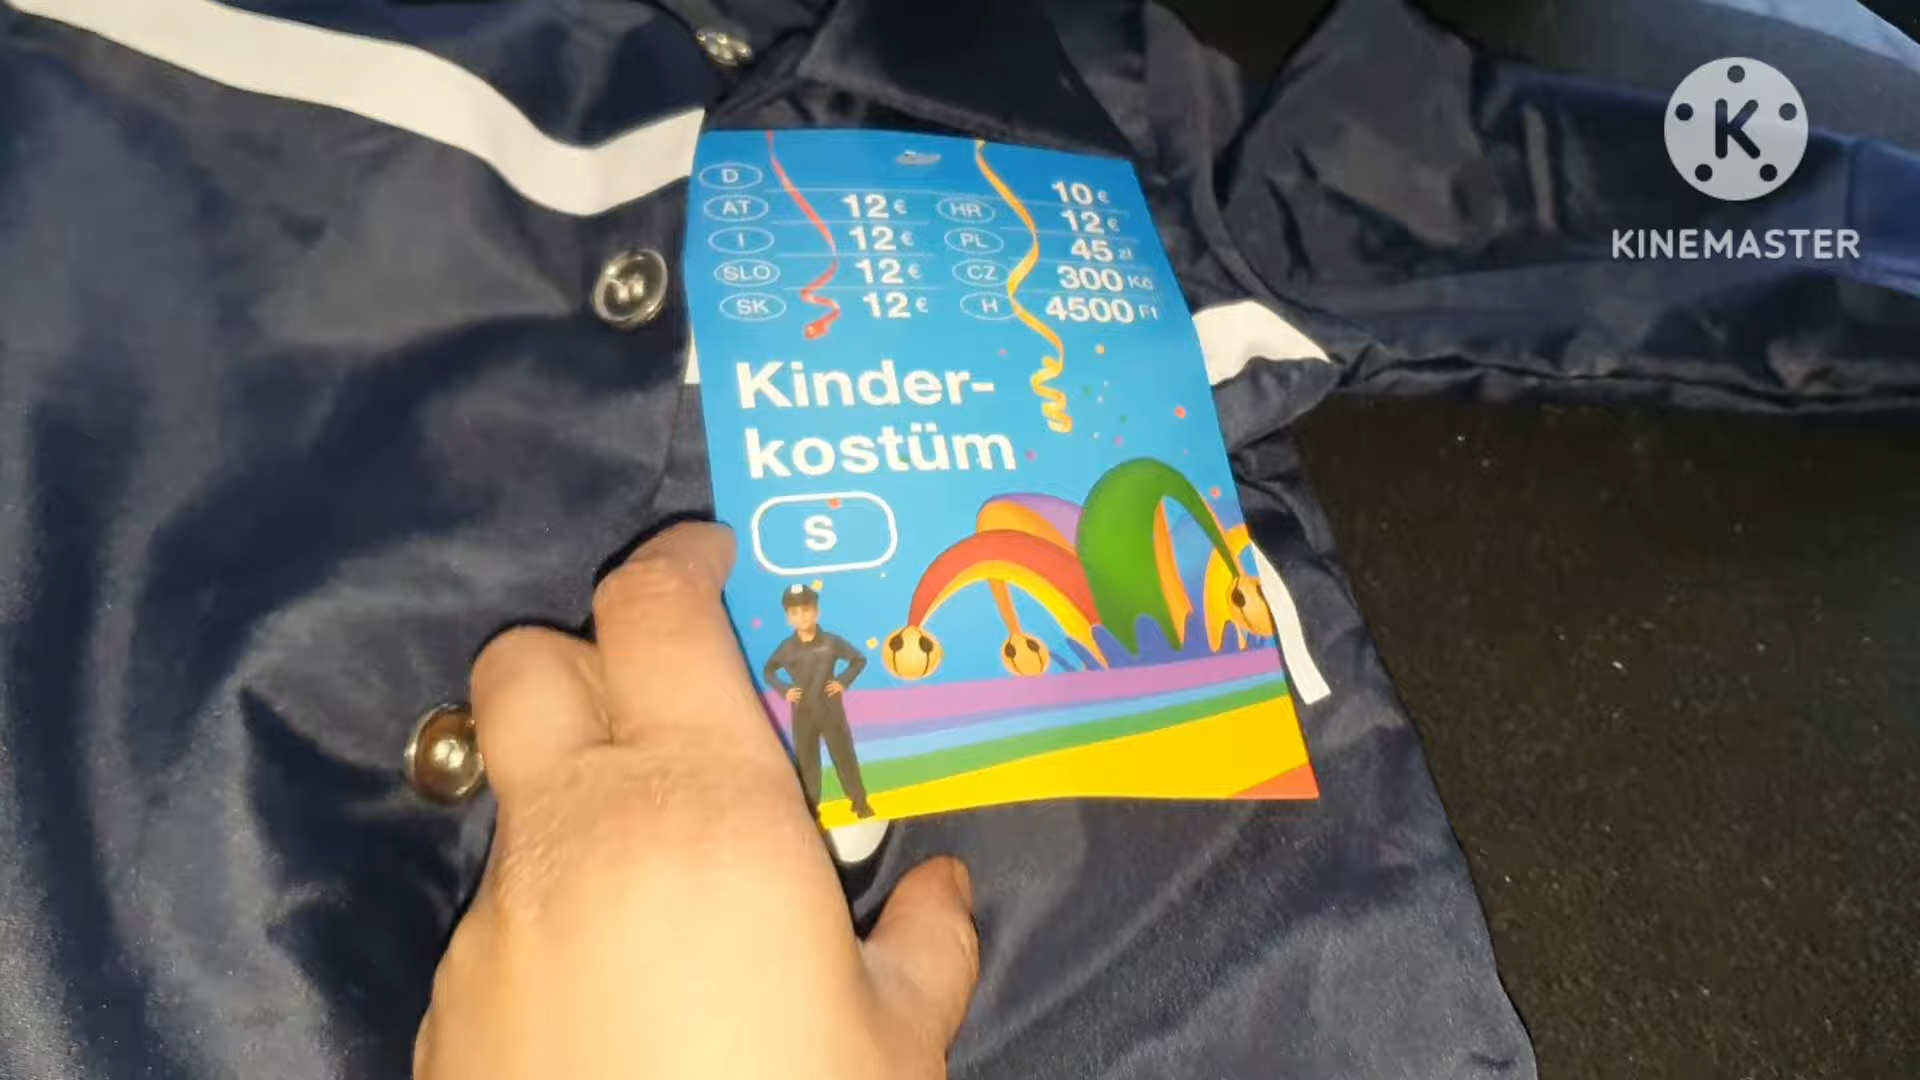 D 10 €
AT 12 € HR 12 €
I 12 € PL 45 zł
SLO 12 € CZ 300 Kč
SK 12 € H 4500 Ft
Kinder-
kostüm
S
K
KINEMASTER